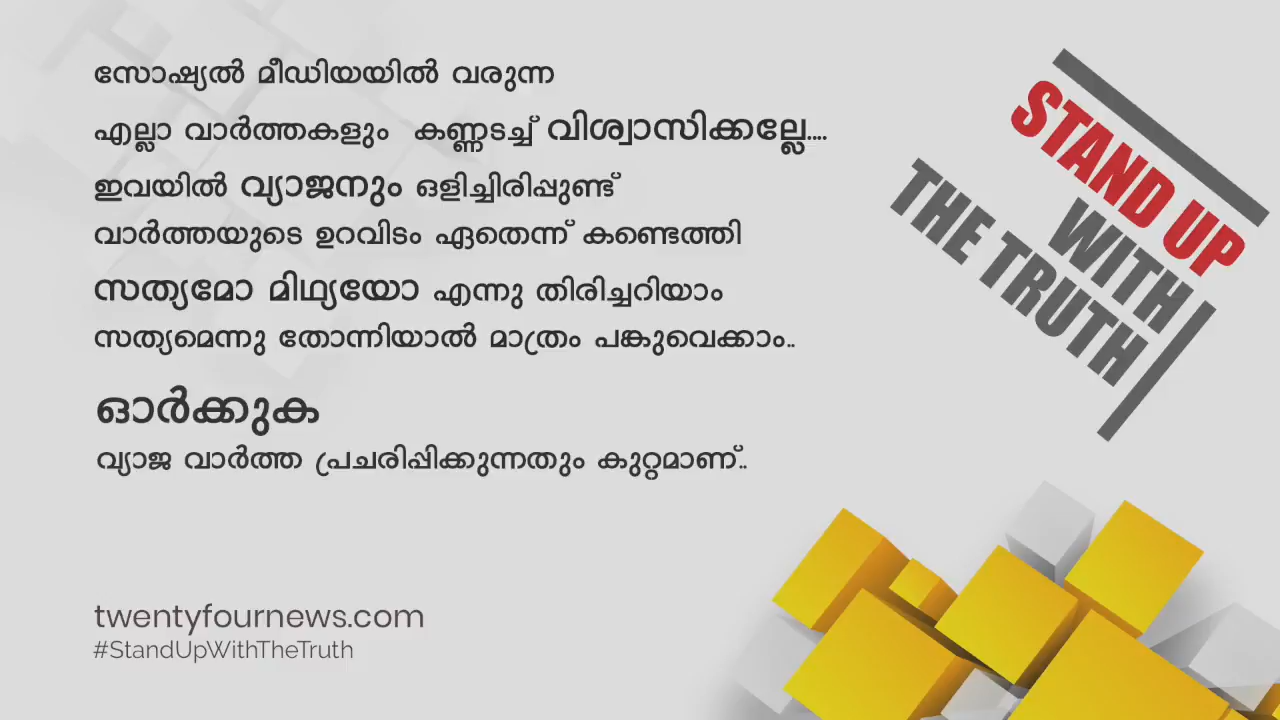 സോഷ്യൽ മീഡിയയിൽ വരുന്ന
എല്ലാ വാർത്തകളും കണ്ണടച്ച് വിശ്വാസിക്കല്ലേ....
ഇവയിൽ വ്യാജനും ഒളിച്ചിരിപ്പുണ്ട്
വാർത്തയുടെ ഉറവിടം ഏതെന്ന് കണ്ടെത്തി
സത്യമോ മിഥ്യയോ എന്നു തിരിച്ചറിയാം
സത്യമെന്നു തോന്നിയാൽ മാത്രം പങ്കുവെക്കാം..
ഓർക്കുക
വ്യാജ വാർത്ത പ്രചരിപ്പിക്കുന്നതും കുറ്റമാണ്..
twentyfournews.com
#StandUpWithTheTruth
STAND UP
WITH
THE TRUTH